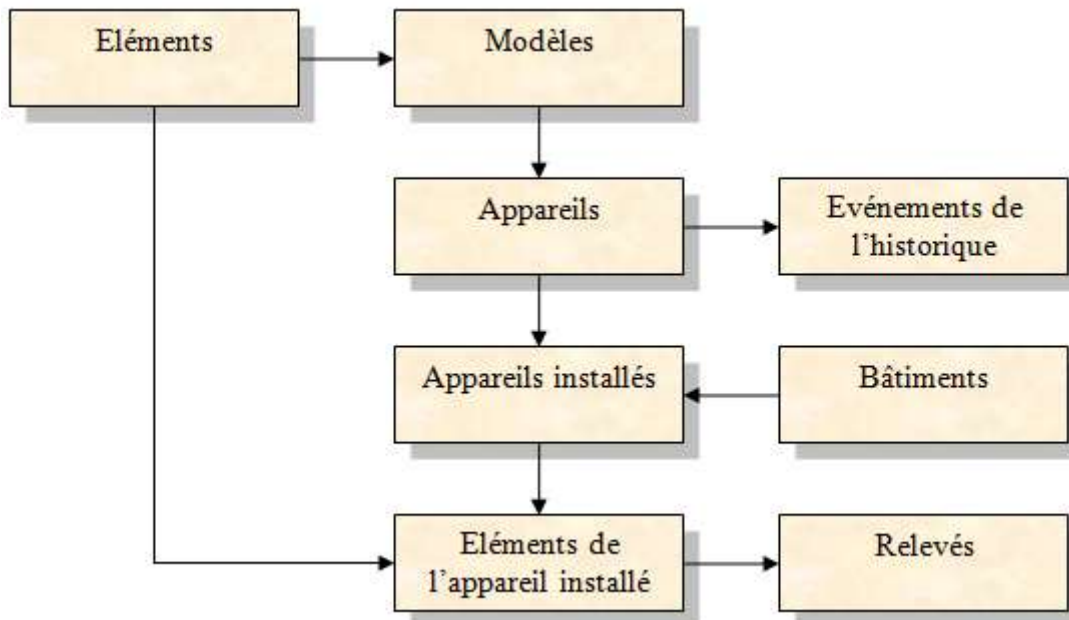 Eléments
Modèles
Appareils
Evénements de
l'historique
Appareils installés
Bâtiments
Eléments de
l'appareil installé
Relevés